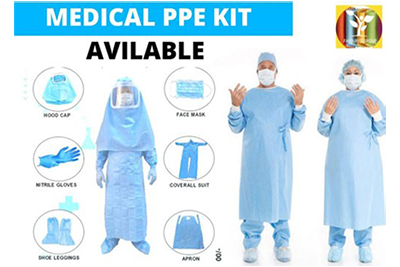 MEDICAL PPE KIT
AVILABLE
HOOD CAP
FACE MASK
NITRILE GLOVES
COVERALL SUIT
SHOE LEGGINGS
APRON